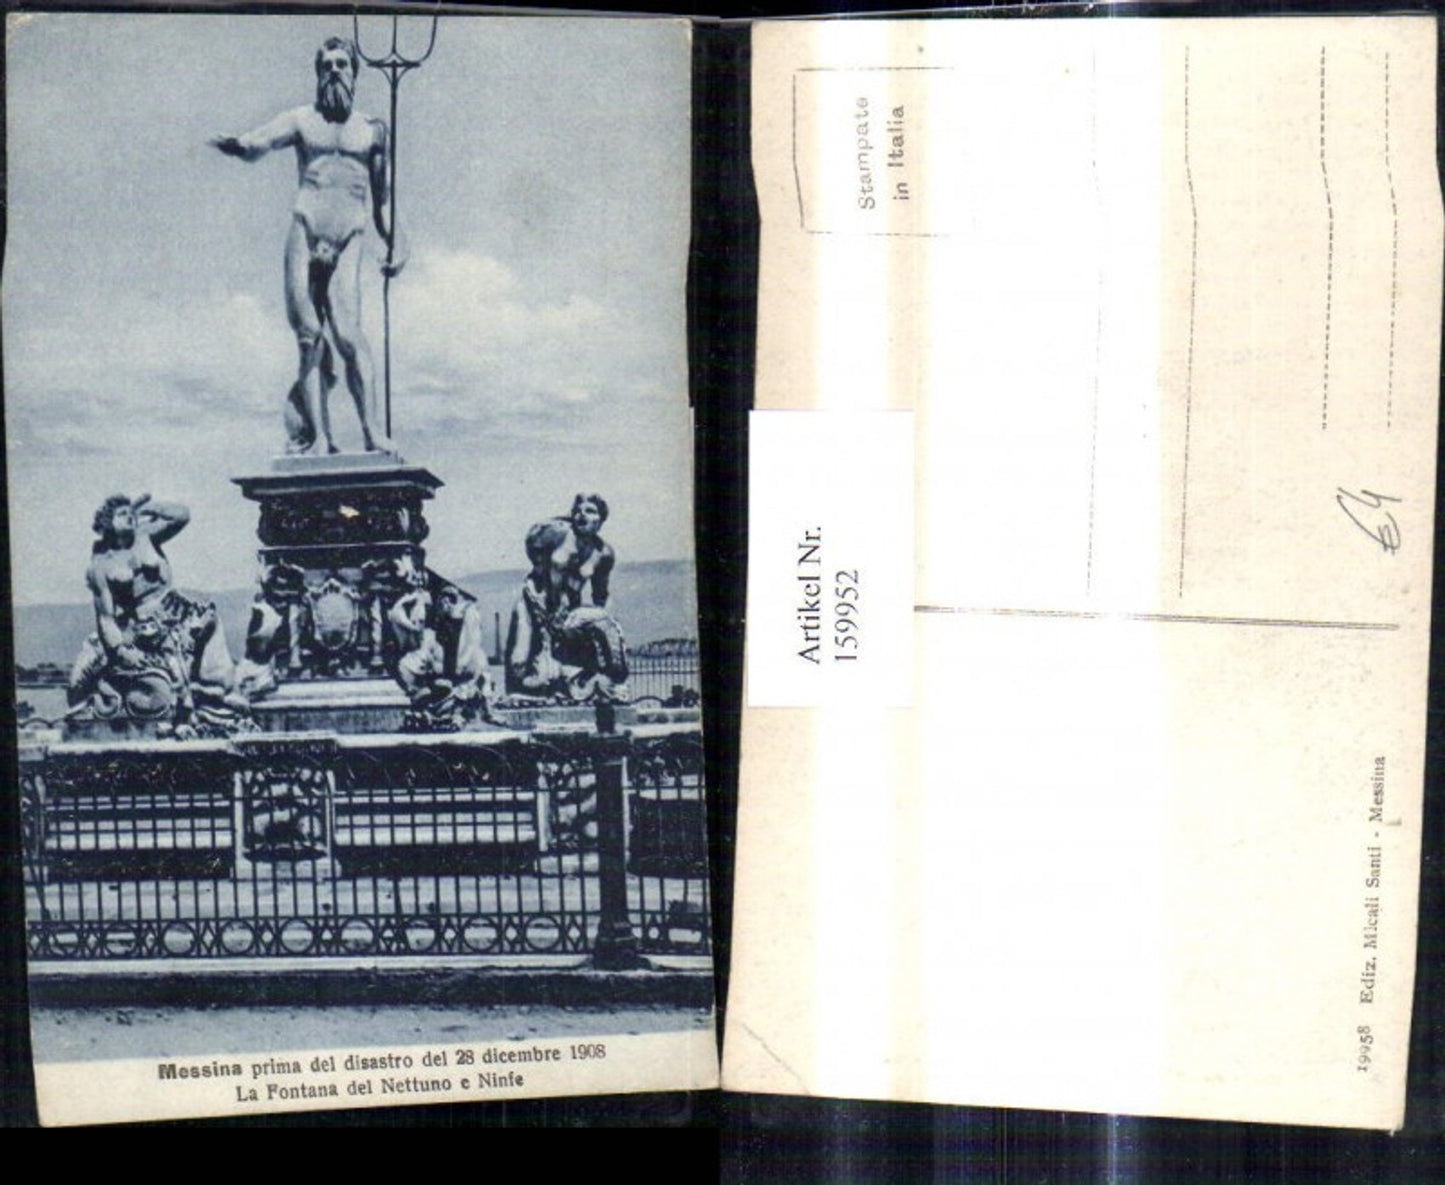 Messina prima del disastro del 28 dicembre 1908
La Fontana del Nettuno e Ninfe
Stampato
in Italia
Artikel Nr.
159952
€4
19958 Ediz. Micali Santi - Messina